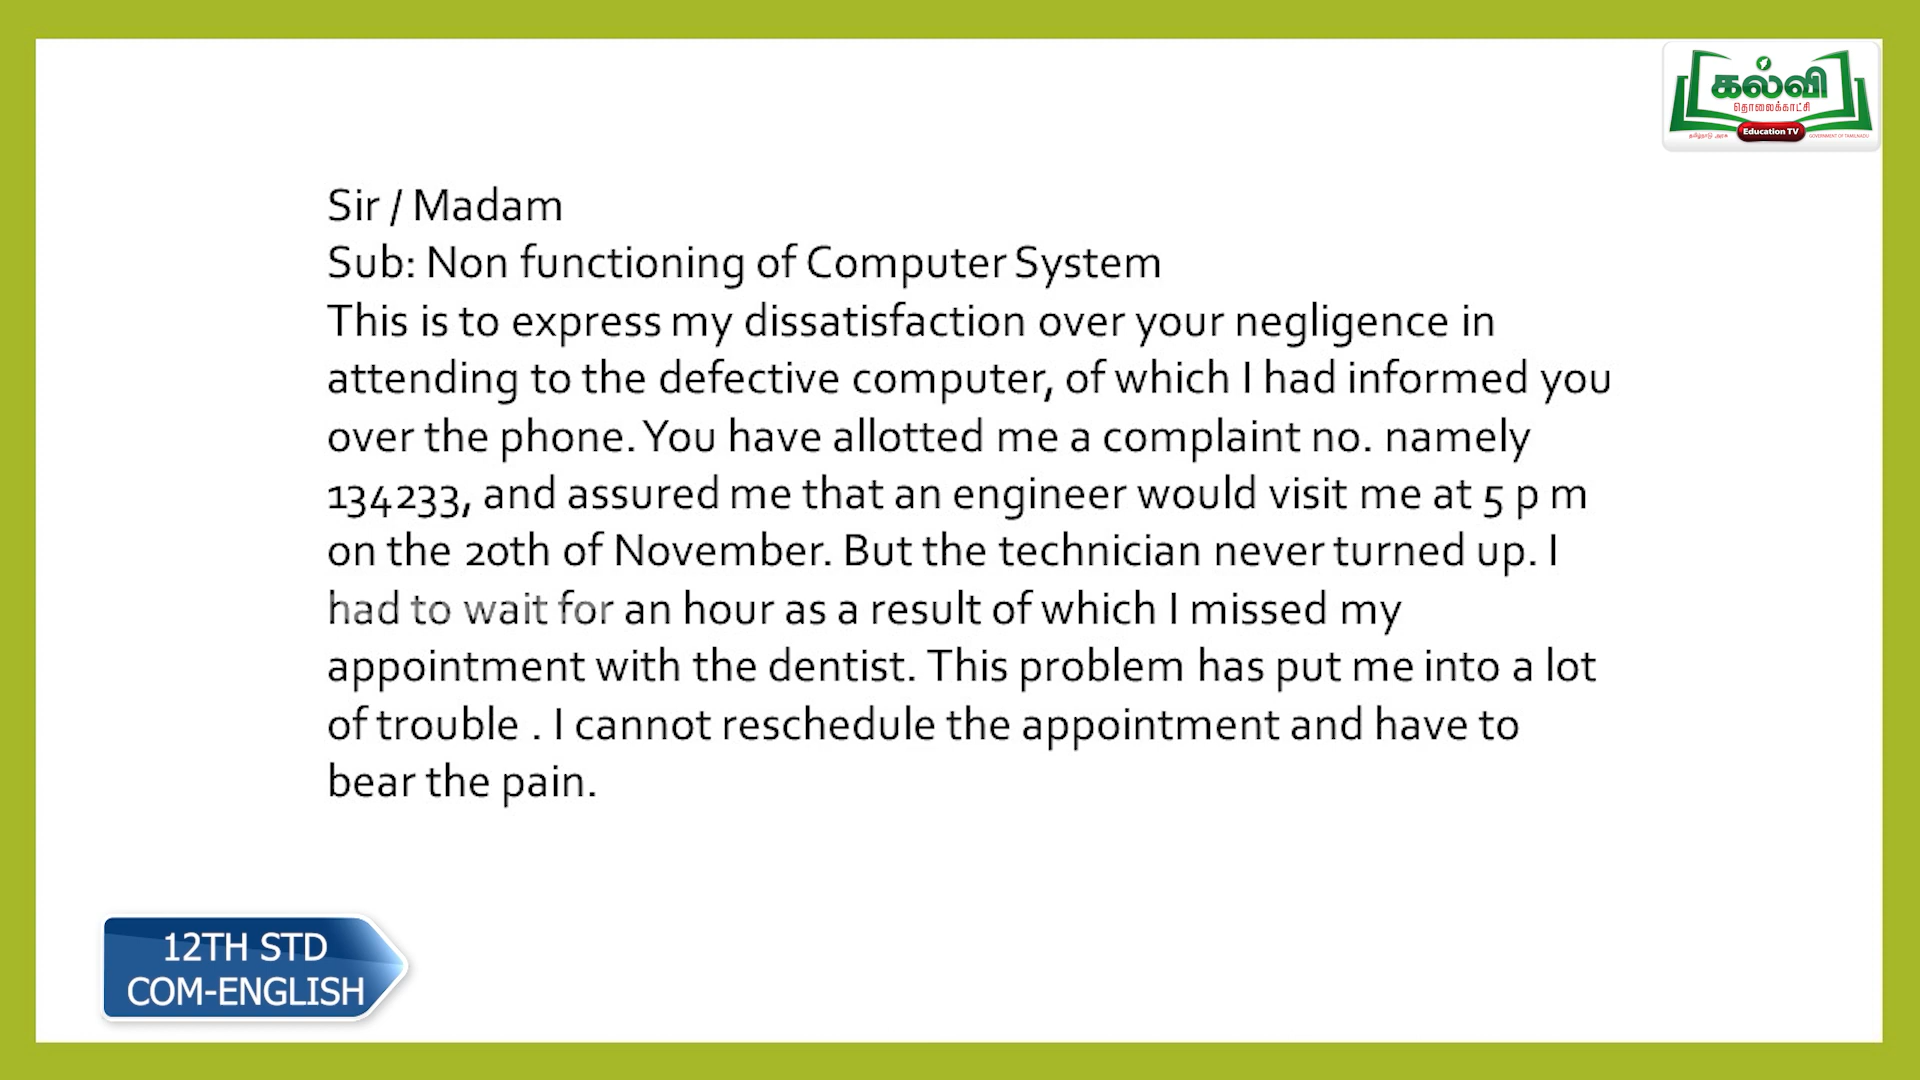 கல்வி
தொலைக்காட்சி
Education TV
தமிழ்நாடு அரசு
GOVERNMENT OF TAMILNADU
Sir / Madam
Sub: Non functioning of Computer System
This is to express my dissatisfaction over your negligence in
attending to the defective computer, of which I had informed you
over the phone. You have allotted me a complaint no. namely
134233, and assured me that an engineer would visit me at 5 p m
on the 20th of November. But the technician never turned up. I
had to wait for an hour as a result of which I missed my
appointment with the dentist. This problem has put me into a lot
of trouble . I cannot reschedule the appointment and have to
bear the pain.
12TH STD
COM-ENGLISH